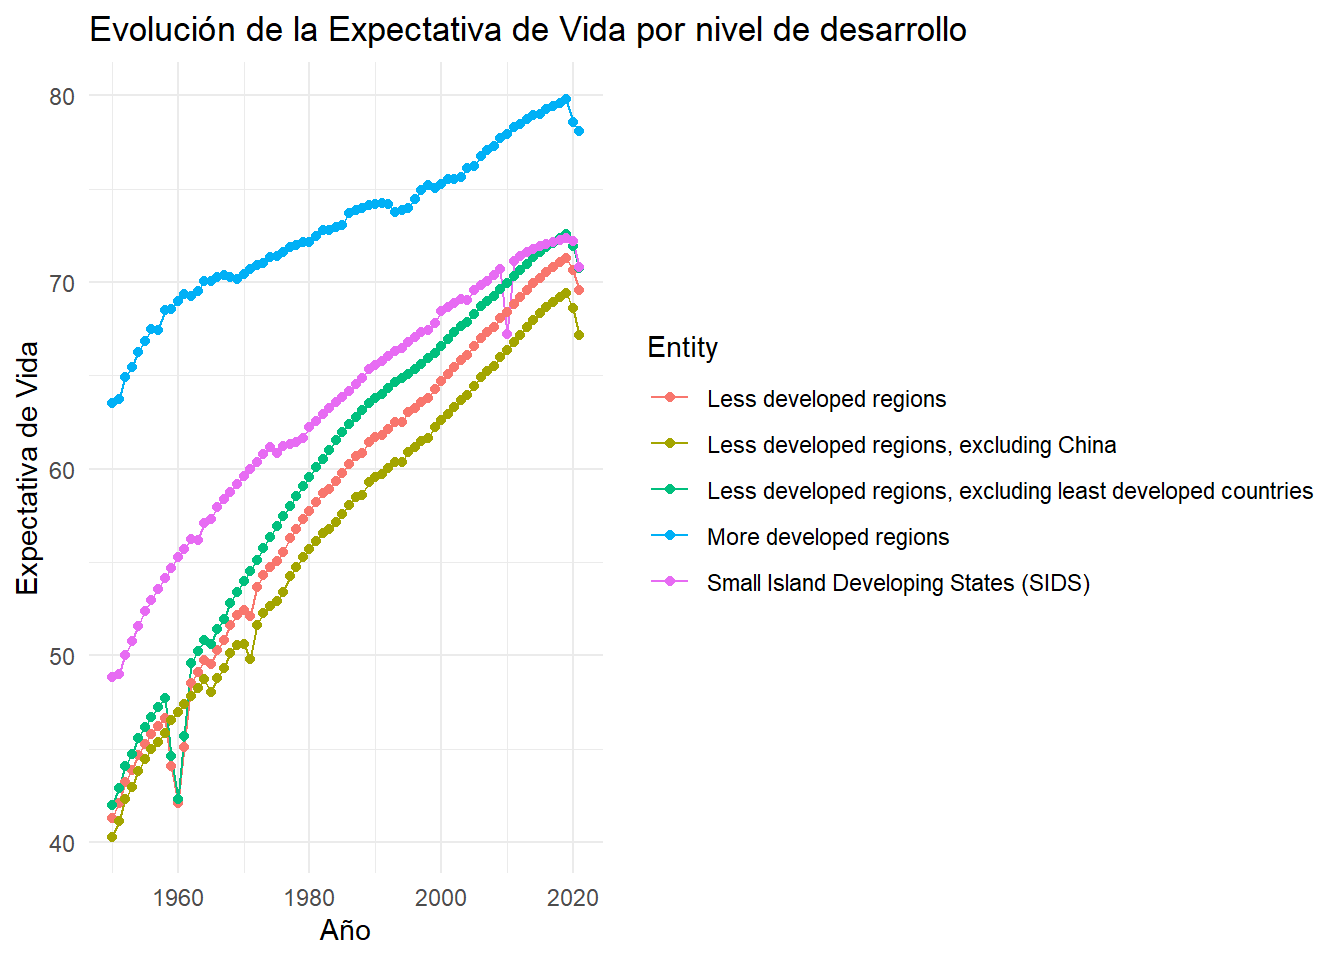 Evolución de la Expectativa de Vida por nivel de desarrollo
80
70
60
50
40
Expectativa de Vida
1960 1980 2000 2020
Año
Entity
Less developed regions
Less developed regions, excluding China
Less developed regions, excluding least developed countries
More developed regions
Small Island Developing States (SIDS)